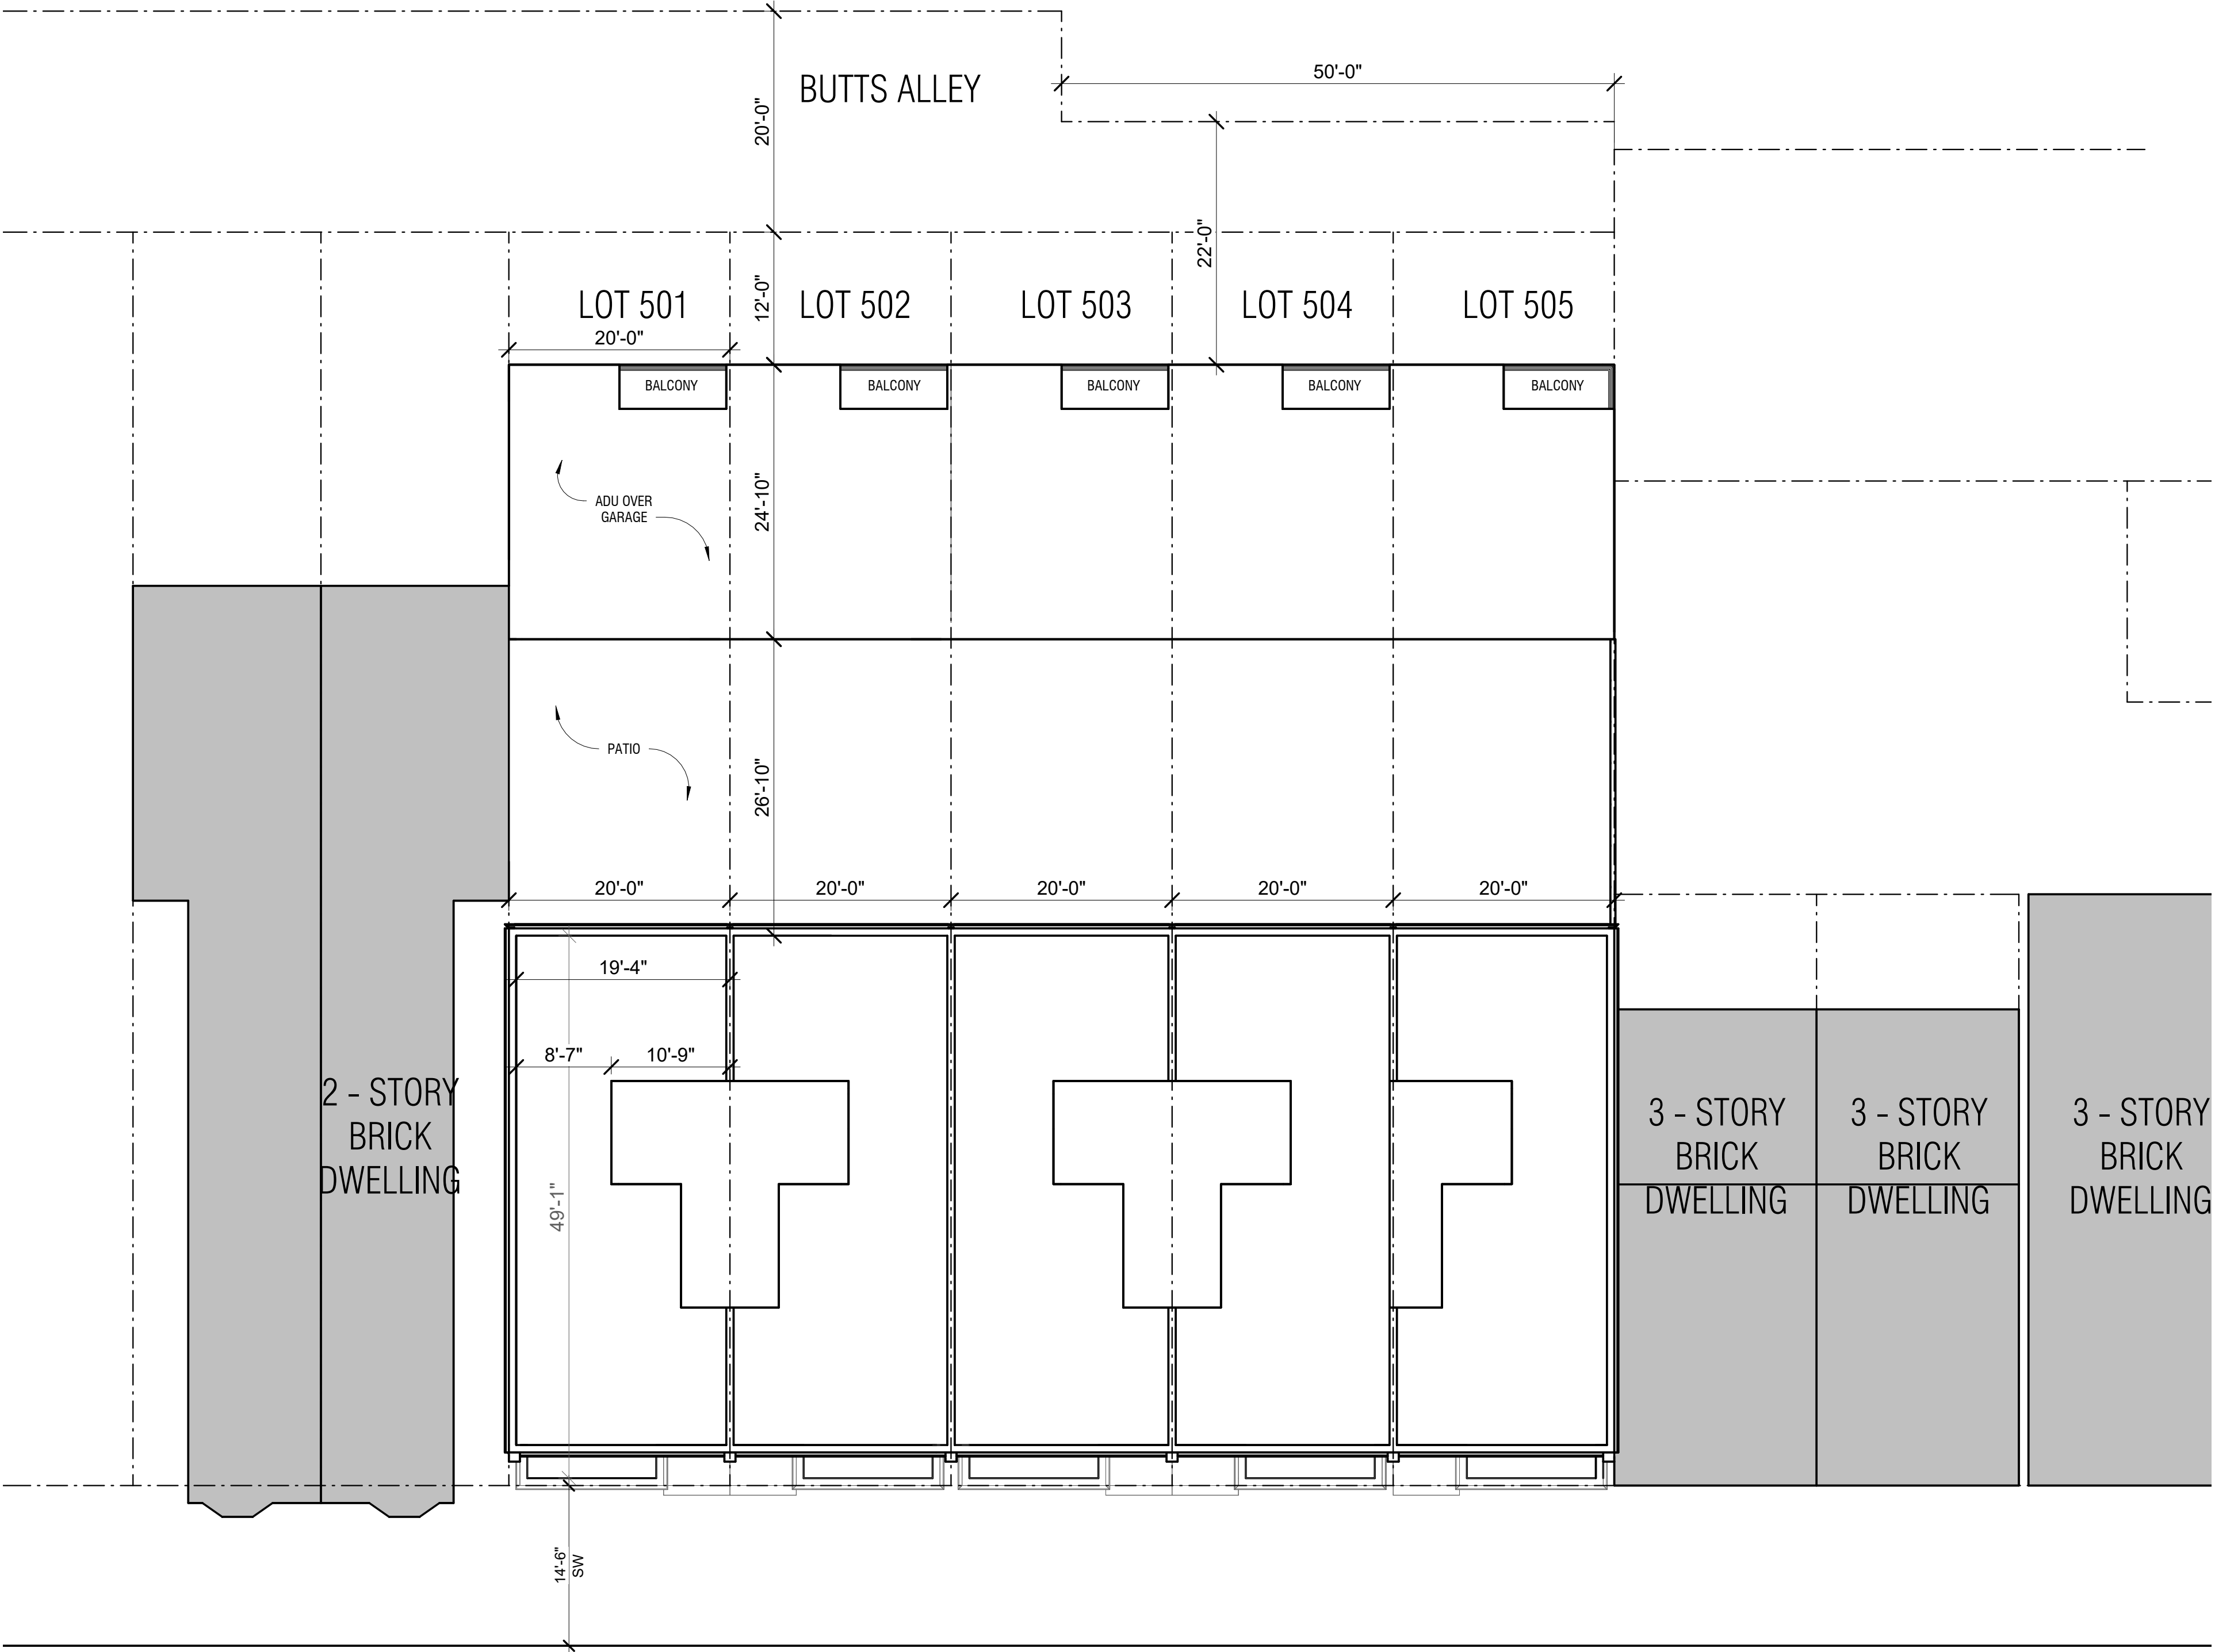 50'-0"
BUTTS ALLEY
20'-0"
22'-0"
12'-0"
LOT 501
LOT 502
LOT 503
LOT 504
LOT 505
20'-0"
BALCONY
BALCONY
BALCONY
BALCONY
BALCONY
24'-10"
ADU OVER
GARAGE
PATIO
26'-10"
20'-0"
20'-0"
20'-0"
20'-0"
20'-0"
19'-4"
8'-7"
10'-9"
2 - STORY
BRICK
DWELLING
49'-1"
3 - STORY
BRICK
DWELLING
3 - STORY
BRICK
DWELLING
3 - STORY
BRICK
DWELLING
14'-6"
SW